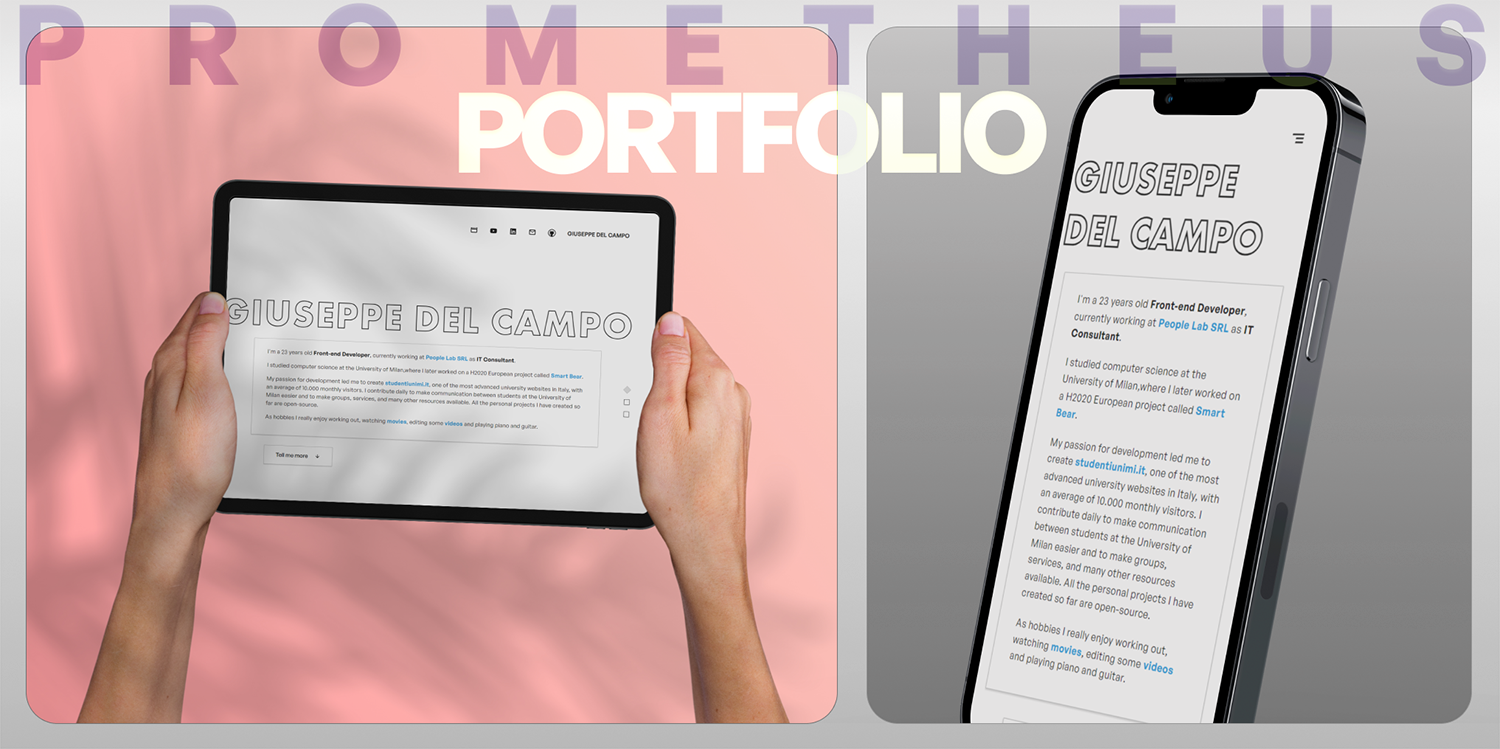 PROMETHEUS
PORTFOLIO
GIUSEPPE DEL CAMPO
GIUSEPPE DEL CAMPO
I'm a 23 years old Front-end Developer, currently working at People Lab SRL as IT Consultant.
I studied computer science at the University of Milan,where I later worked on a H2020 European project called Smart Bear.
My passion for development led me to create studentiunimi.it, one of the most advanced university websites in Italy, with
an average of 10.000 monthly visitors. I contribute daily to make communication between students at the University of
Milan easier and to make groups, services, and many other resources available. All the personal projects I have created so
far are open-source.
As hobbies I really enjoy working out, watching movies, editing some videos and playing piano and guitar.
Tell me more ↓
GIUSEPPE
DEL CAMPO
I'm a 23 years old Front-end Developer,
currently working at People Lab SRL as IT
Consultant.
I studied computer science at the
University of Milan,where I later worked on
a H2020 European project called Smart
Bear.
My passion for development led me to
create studentiunimi.it, one of the most
advanced university websites in Italy, with
an average of 10.000 monthly visitors. I
contribute daily to make communication
between students at the University of
Milan easier and to make groups,
services, and many other resources
available. All the personal projects I have
created so far are open-source.
As hobbies I really enjoy working out,
watching movies, editing some videos
and playing piano and guitar.